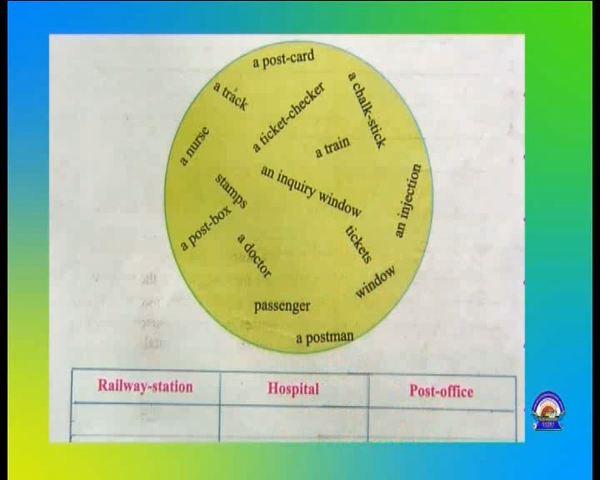 a post-card
a track
a ticket-checker
a chalk-stick
a nurse
a train
an inquiry window
stamps
an injection
a post-box
a doctor
tickets
window
passenger
a postman
Railway-station
Hospital
Post-office